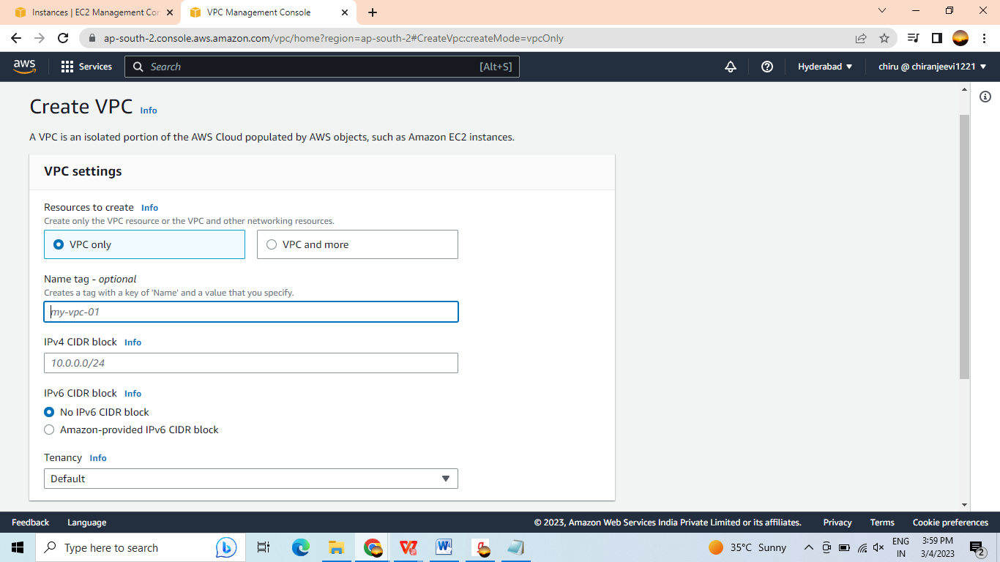 Instances | EC2 Management Con
VPC Management Console
ap-south-2.console.aws.amazon.com/vpc/home?region=ap-south-2#CreateVpc:createMode=vpcOnly
aws
Services
Search
[Alt+S]
Hyderabad
chiru @ chiranjeevi1221
Create VPC Info
A VPC is an isolated portion of the AWS Cloud populated by AWS objects, such as Amazon EC2 instances.
VPC settings
Resources to create Info
Create only the VPC resource or the VPC and other networking resources.
VPC only
VPC and more
Name tag - optional
Creates a tag with a key of 'Name' and a value that you specify.
my-vpc-01
IPv4 CIDR block Info
10.0.0.0/24
IPv6 CIDR block Info
No IPv6 CIDR block
Amazon-provided IPv6 CIDR block
Tenancy Info
Default
Feedback Language © 2023, Amazon Web Services India Private Limited or its affiliates. Privacy Terms Cookie preferences
Type here to search
35°C Sunny
ENG
IN
3:59 PM
3/4/2023
2